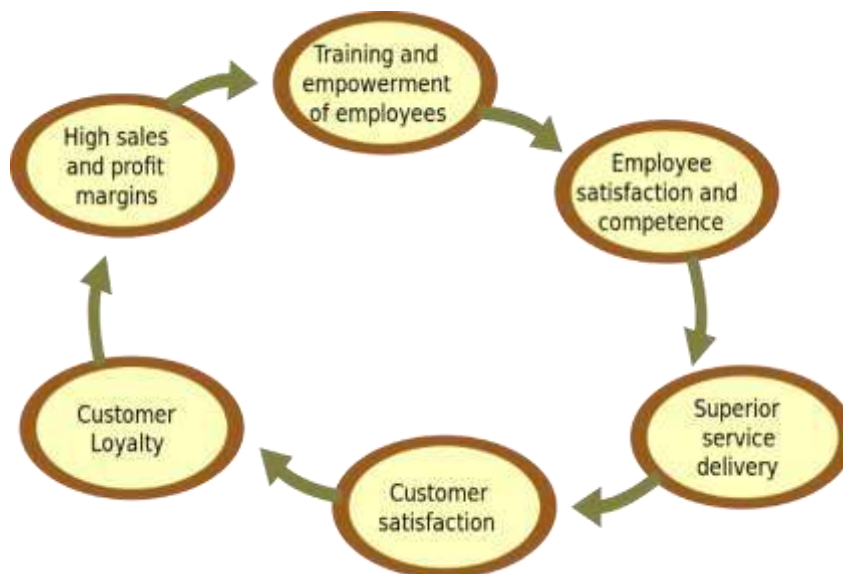 Training and
empowerment
of employees
Employee
satisfaction and
competence
Superior
service
delivery
Customer
satisfaction
Customer
Loyalty
High sales
and profit
margins